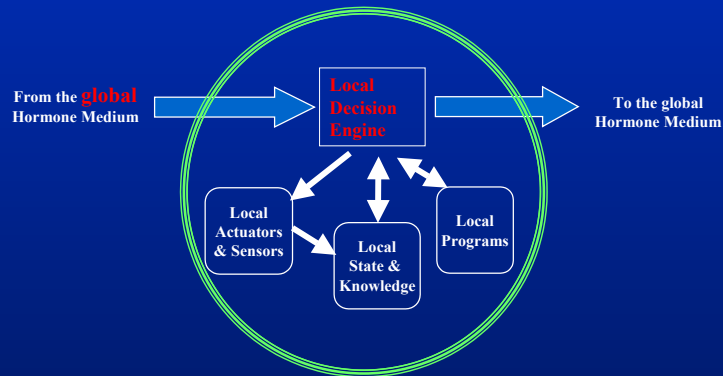 From the global
Hormone Medium
Local
Decision
Engine
To the global
Hormone Medium
Local
Actuators
& Sensors
Local
State &
Knowledge
Local
Programs